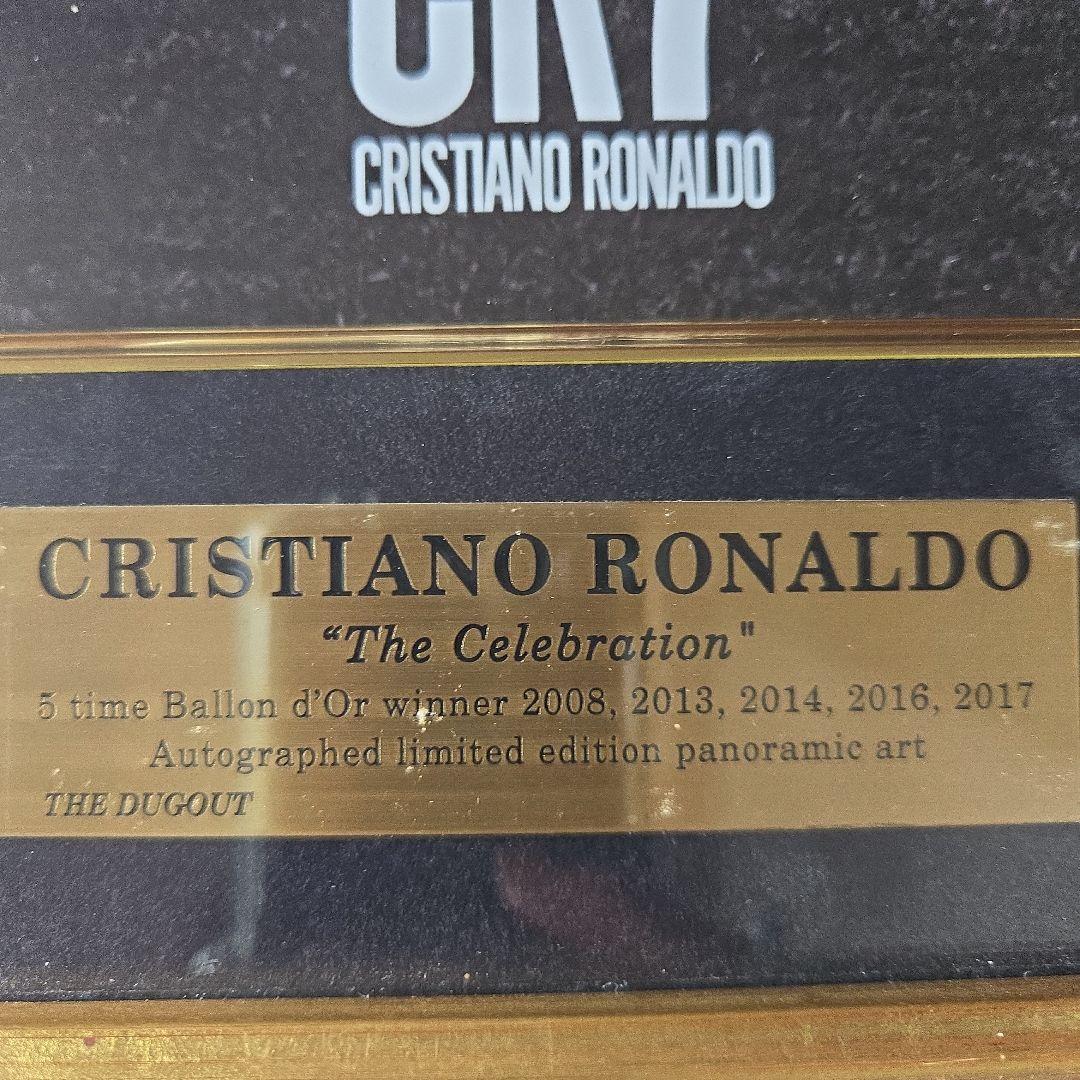 CR7
CRISTIANO RONALDO
CRISTIANO RONALDO
“The Celebration"
5 time Ballon d'Or winner 2008, 2013, 2014, 2016, 2017
Autographed limited edition panoramic art
THE DUGOUT